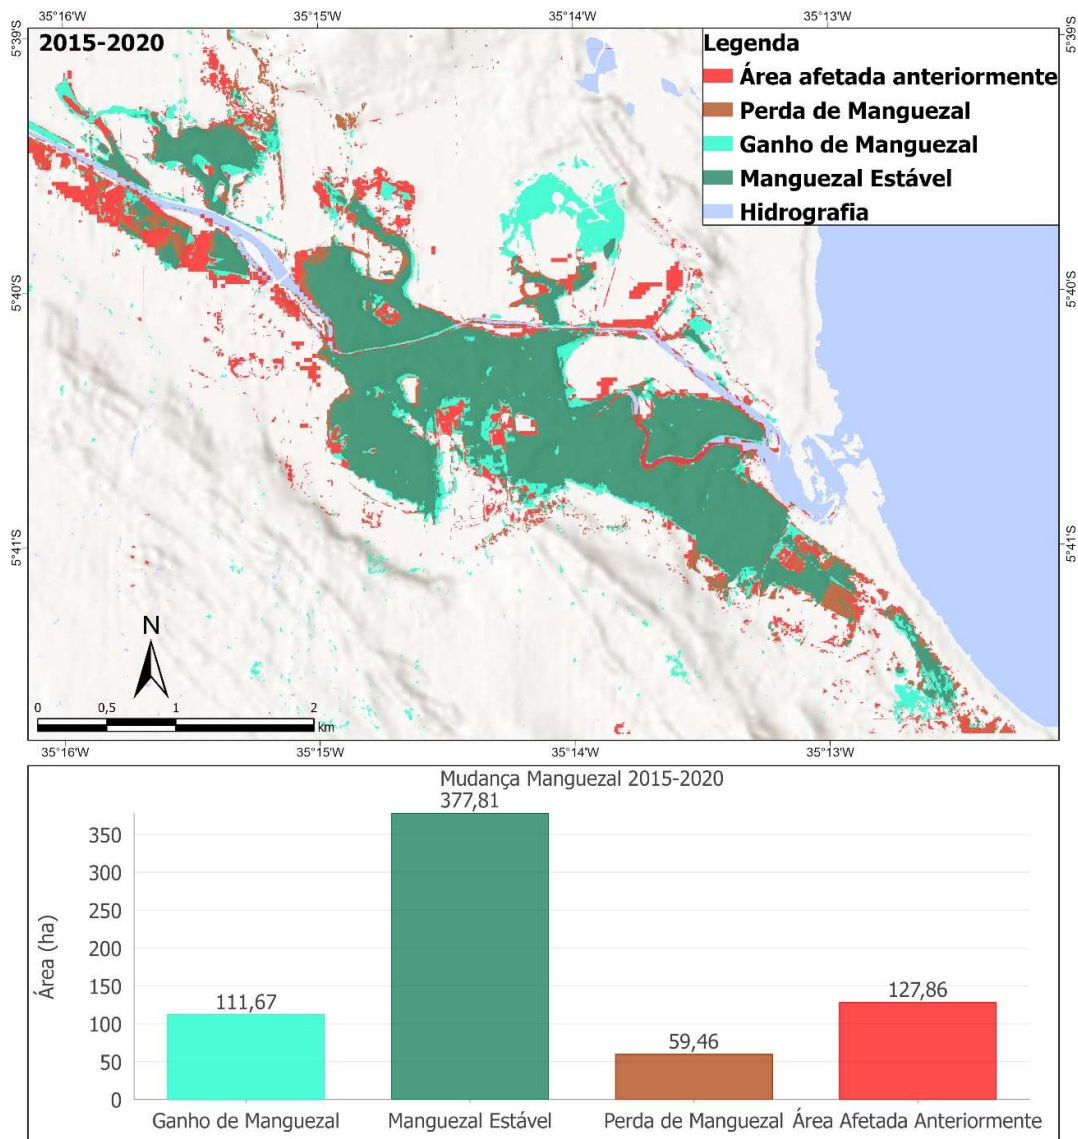 35°16'W 35°15'W 35°14'W 35°13'W
5°39'S 5°39'S
2015-2020
Legenda
Área afetada anteriormente
Perda de Manguezal
Ganho de Manguezal
Manguezal Estável
Hidrografia
5°40'S 5°40'S
5°41'S 5°41'S
N
0 0,5 1 2
km
35°16'W 35°15'W 35°14'W 35°13'W
Mudança Manguezal 2015-2020
377,81
350
300
250
200
150
100
50
0
Área (ha)
111,67
59,46
127,86
Ganho de Manguezal Manguezal Estável Perda de Manguezal Área Afetada Anteriormente